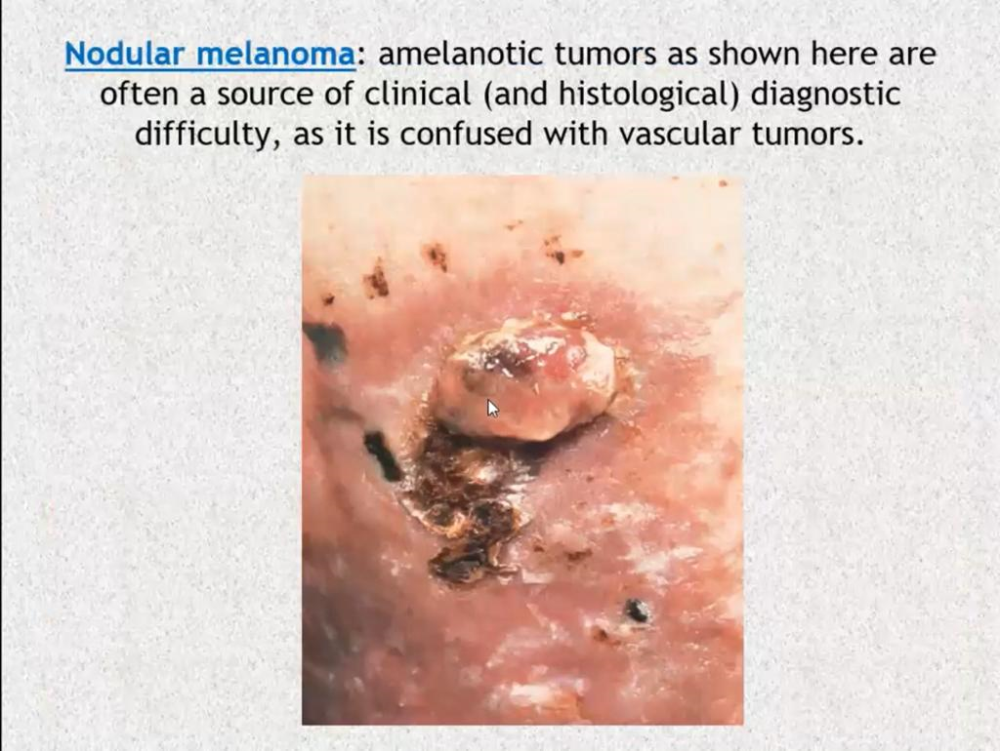 Nodular melanoma: amelanotic tumors as shown here are
often a source of clinical (and histological) diagnostic
difficulty, as it is confused with vascular tumors.